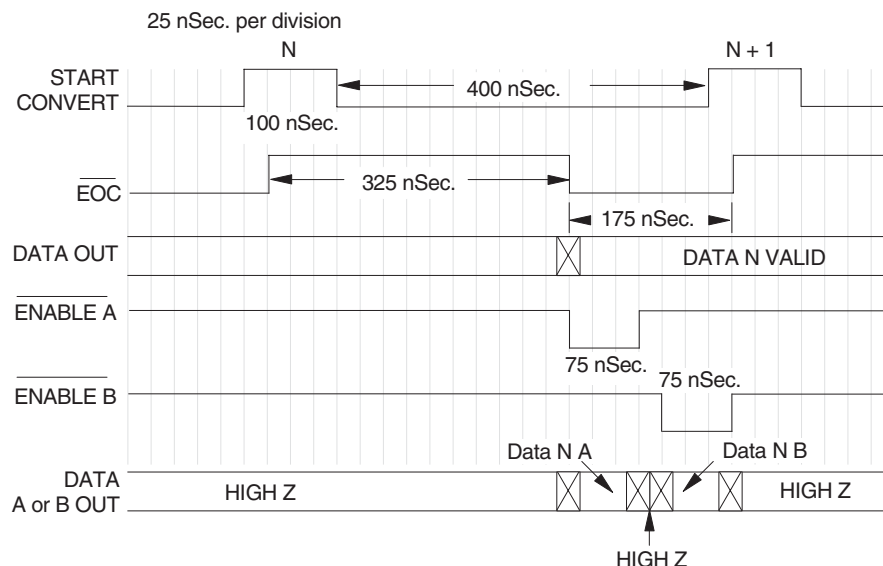 25 nSec. per division
N
N + 1
START
CONVERT
400 nSec.
100 nSec.
EOC
325 nSec.
175 nSec.
DATA OUT
DATA N VALID
ENABLE A
75 nSec.
75 nSec.
ENABLE B
Data N A
Data N B
DATA
A or B OUT
HIGH Z
HIGH Z
HIGH Z